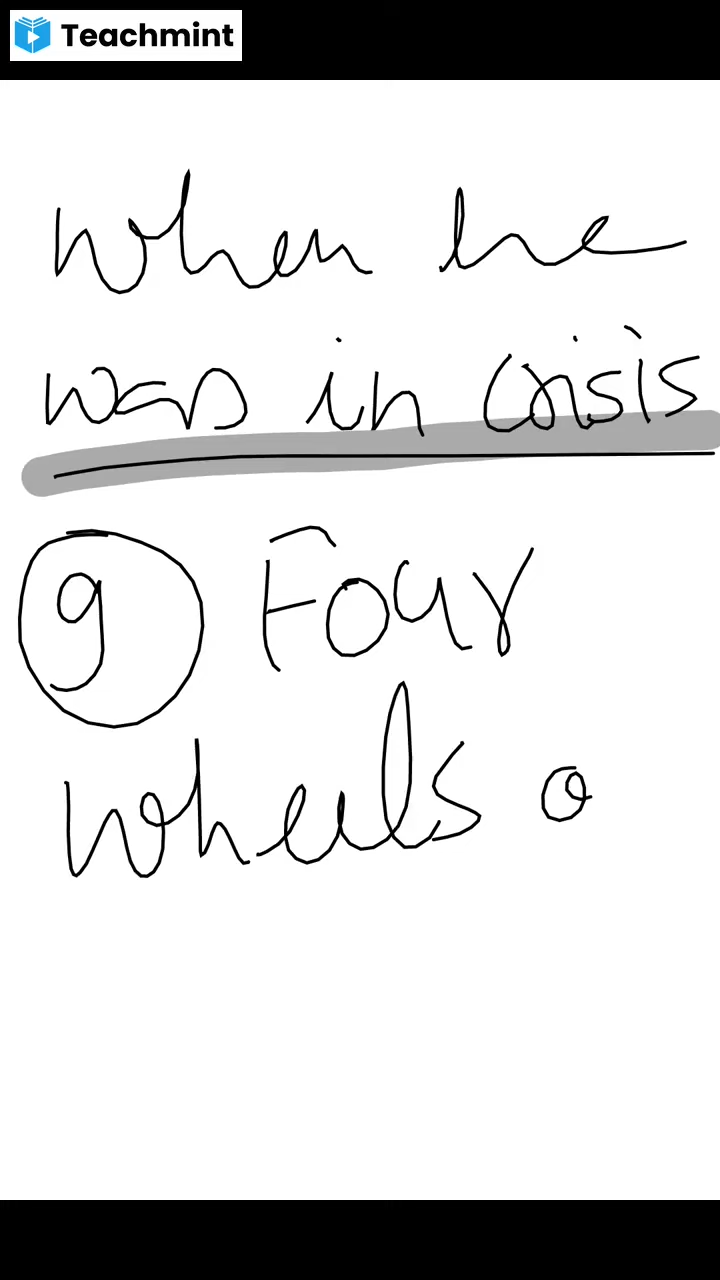 Teachmint
when he
was in crisis
9 Four
wheels o